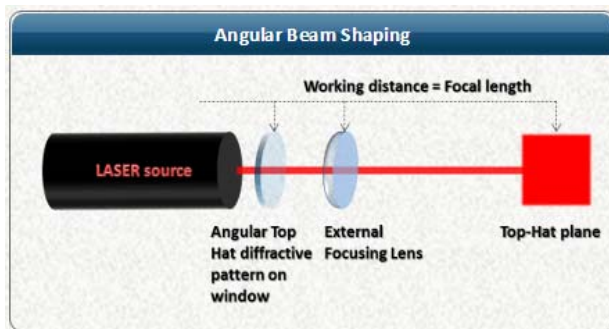 Angular Beam Shaping
Working distance = Focal length
LASER source
Angular Top
Hat diffractive
pattern on
window
External
Focusing Lens
Top-Hat plane